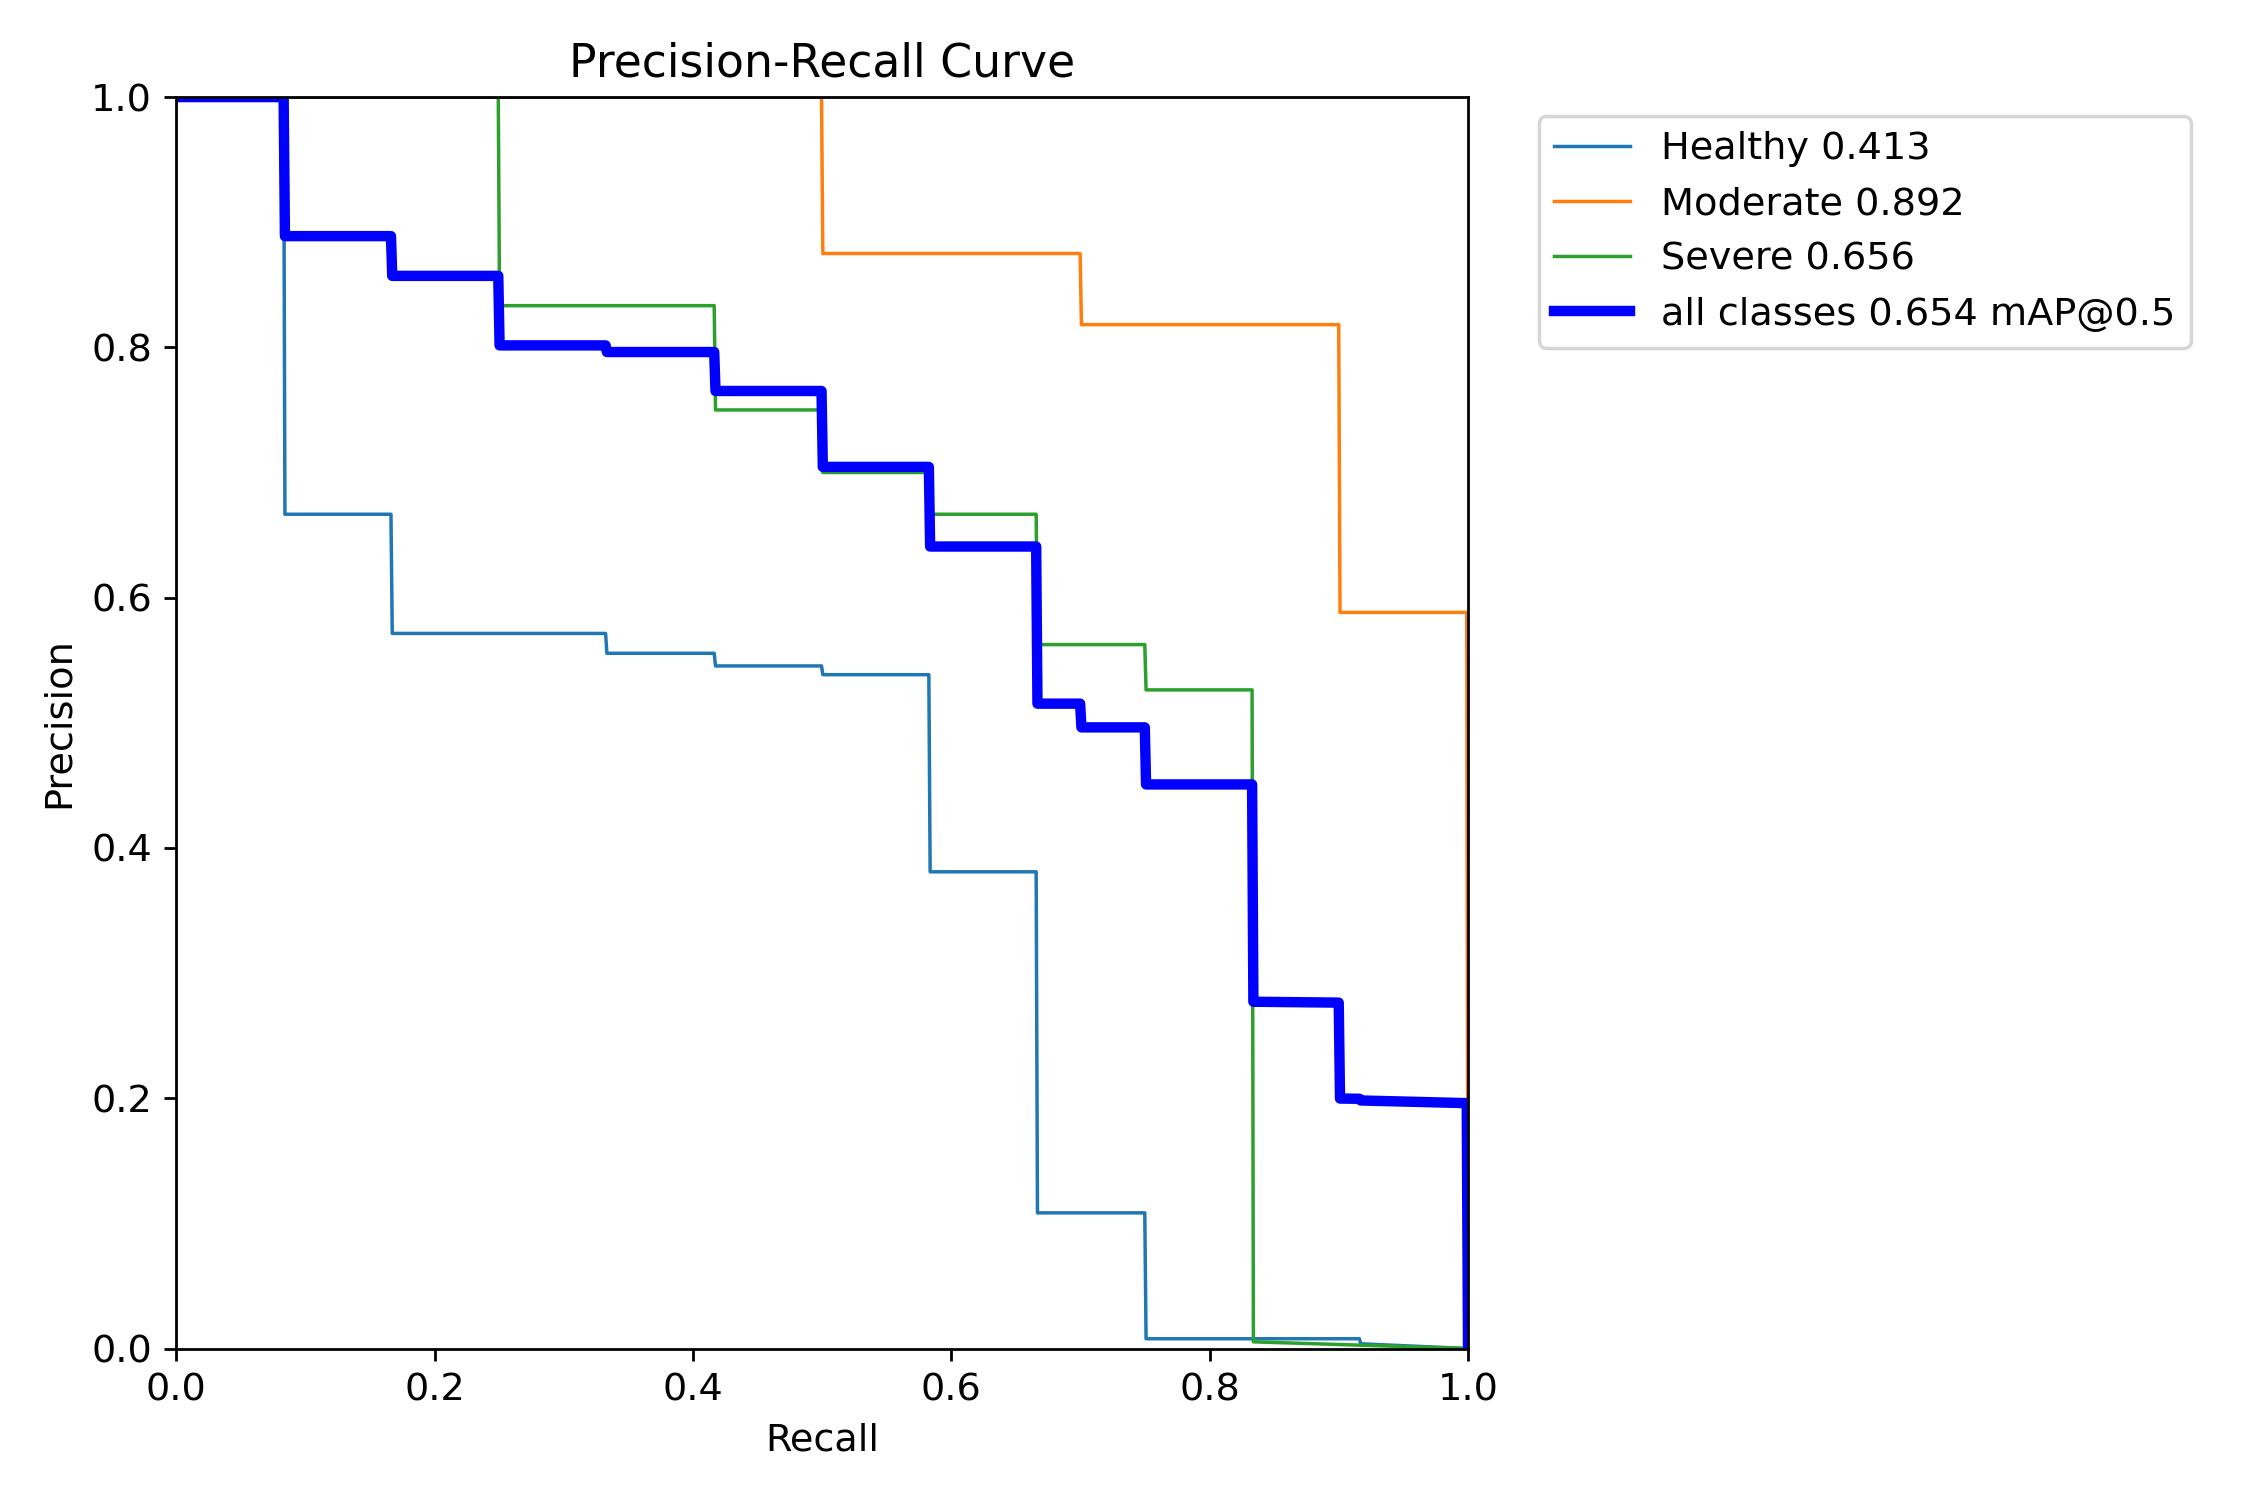 Precision-Recall Curve
1.0
0.8
0.6
0.4
0.2
0.0
Precision
0.0 0.2 0.4 0.6 0.8 1.0
Recall
Healthy 0.413
Moderate 0.892
Severe 0.656
all classes 0.654 mAP@0.5